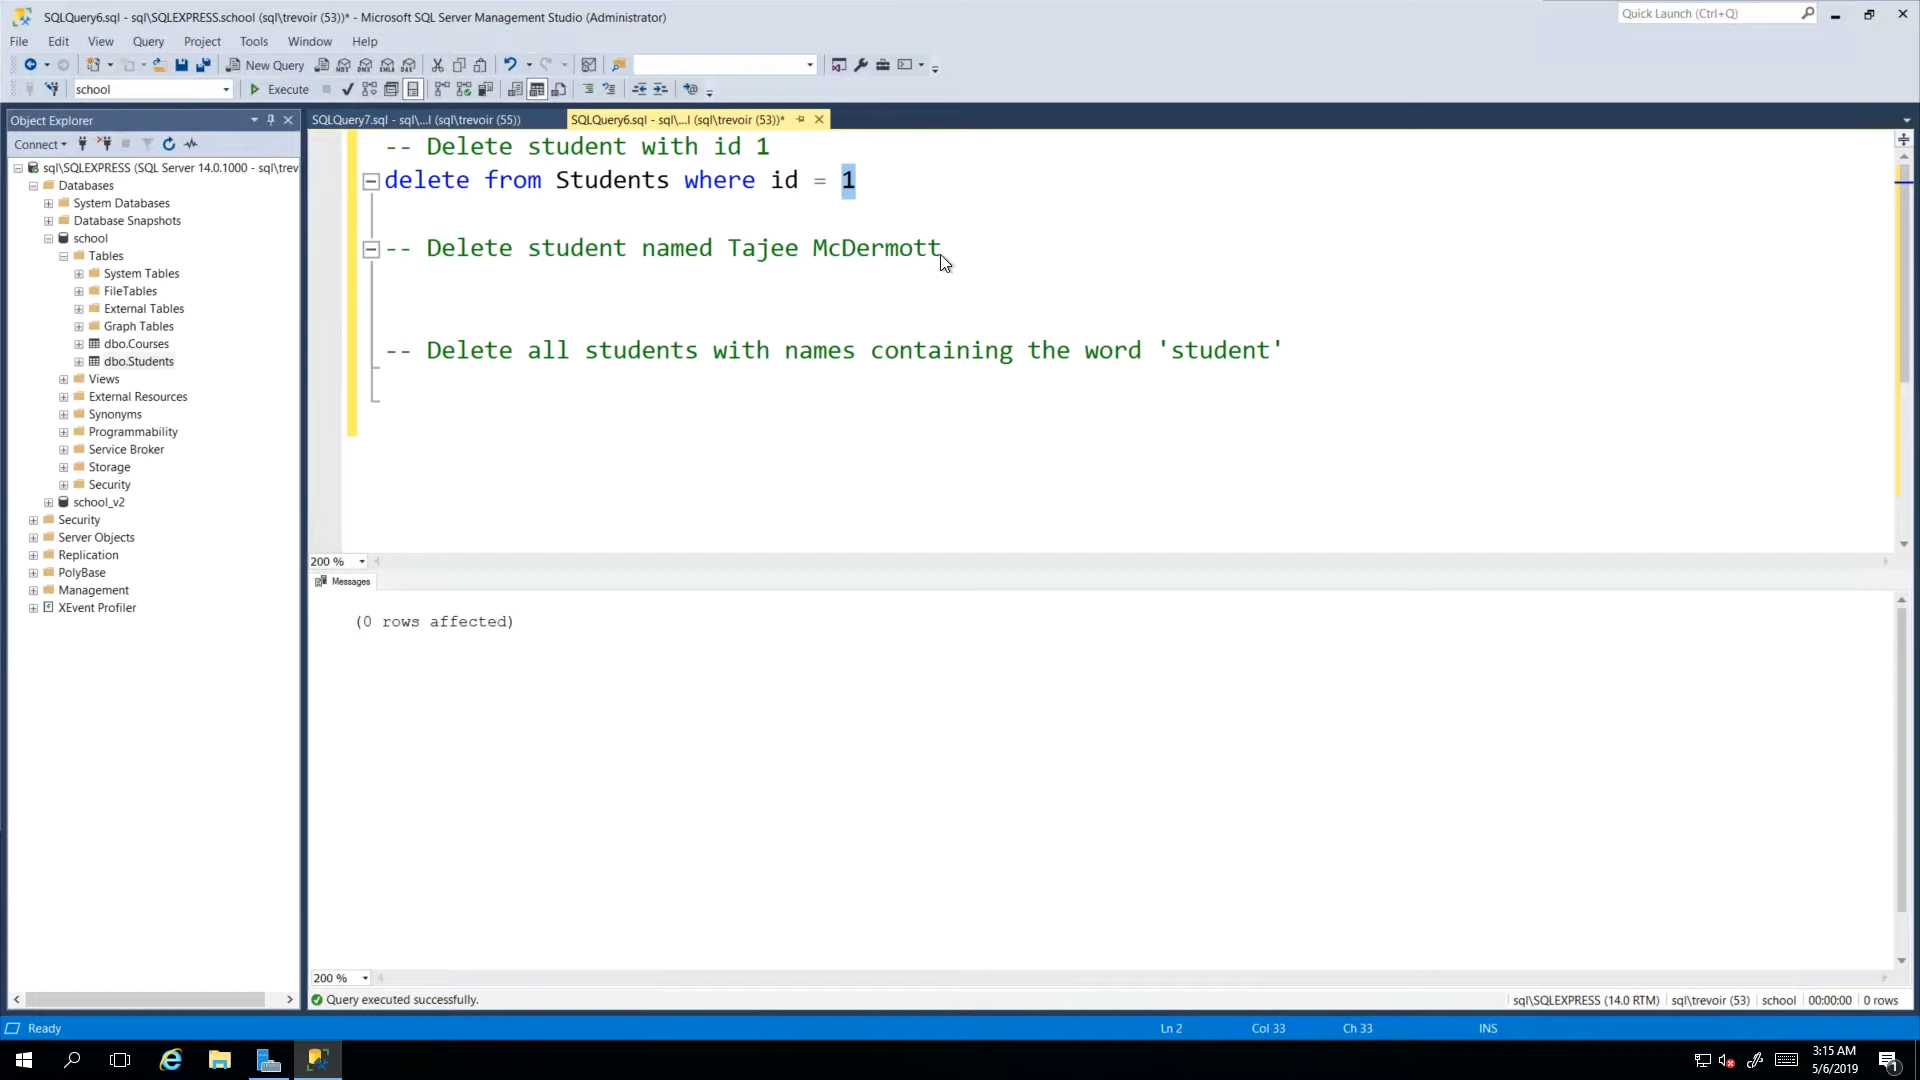 SQLQuery6.sql - sql\SQLEXPRESS.school (sql\trevoir (53))* - Microsoft SQL Server Management Studio (Administrator)
Quick Launch (Ctrl+Q)
File Edit View Query Project Tools Window Help
New Query
school
Execute
Object Explorer
SQLQuery7.sql - sql\...l (sql\trevoir (55))
SQLQuery6.sql - sql\...l (sql\trevoir (53))*
Connect
sql\SQLEXPRESS (SQL Server 14.0.1000 - sql\trev
Databases
System Databases
Database Snapshots
school
Tables
System Tables
FileTables
External Tables
Graph Tables
dbo.Courses
dbo.Students
Views
External Resources
Synonyms
Programmability
Service Broker
Storage
Security
school_v2
Security
Server Objects
Replication
PolyBase
Management
XEvent Profiler
-- Delete student with id 1
delete from Students where id = 1
-- Delete student named Tajee McDermott
-- Delete all students with names containing the word 'student'
200 %
Messages
(0 rows affected)
200 %
Query executed successfully.
sql\SQLEXPRESS (14.0 RTM) sql\trevoir (53) school 00:00:00 0 rows
Ready
Ln 2 Col 33 Ch 33 INS
3:15 AM
5/6/2019
1